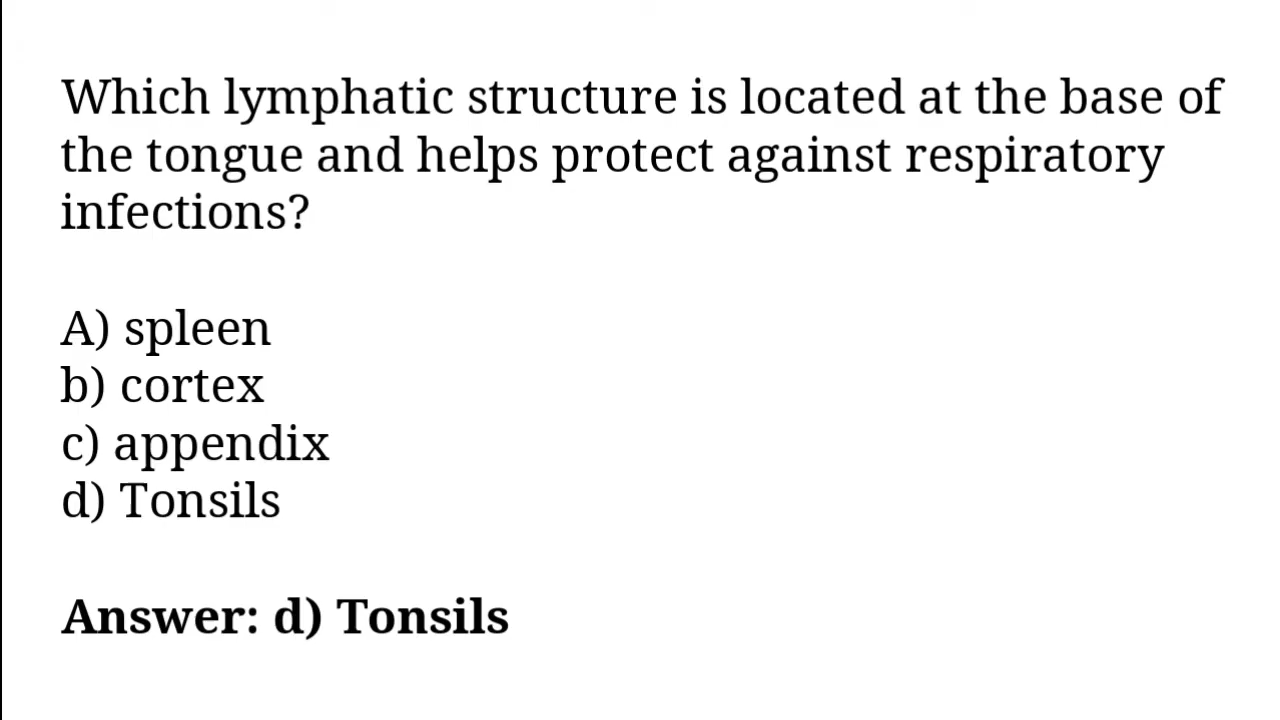 Which lymphatic structure is located at the base of
the tongue and helps protect against respiratory
infections?
A) spleen
b) cortex
c) appendix
d) Tonsils
Answer: d) Tonsils